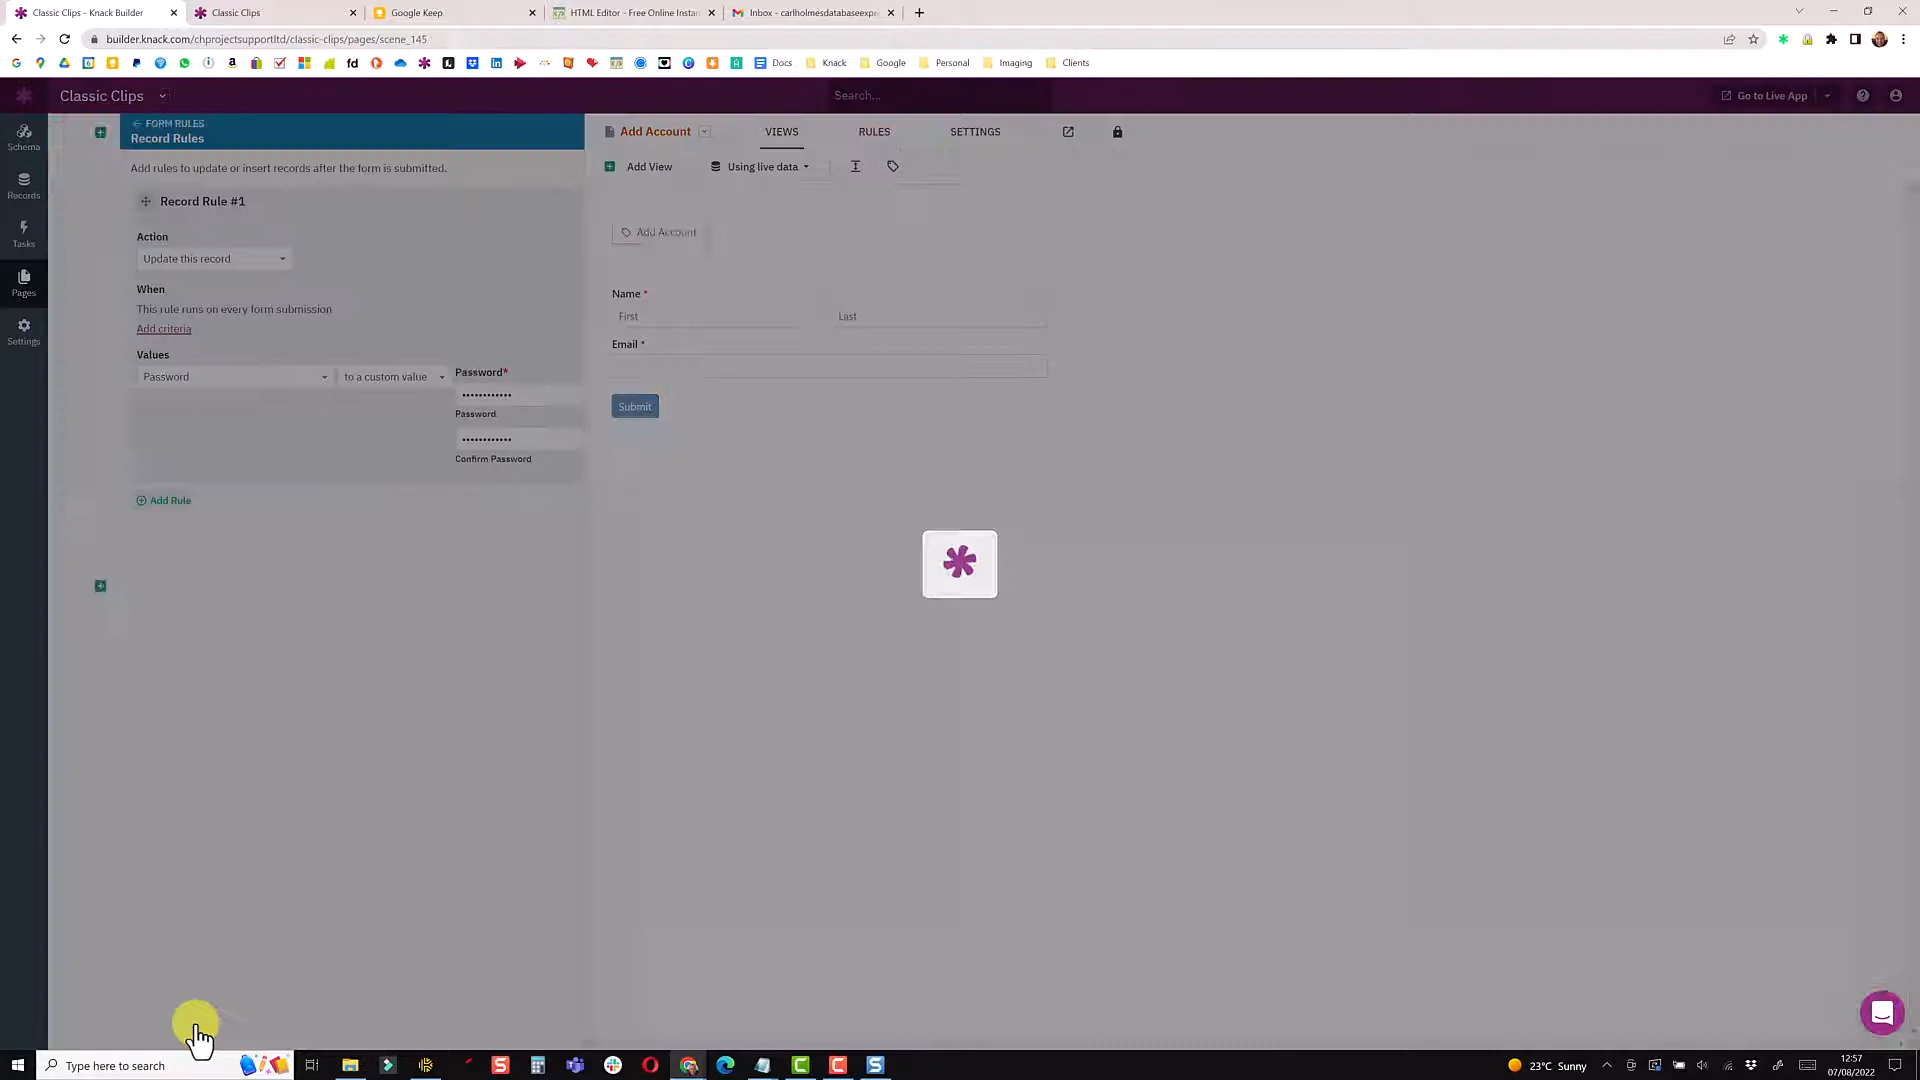 Classic Clips - Knack Builder
Classic Clips
Google Keep
HTML Editor - Free Online Instan
Inbox - carlholmesdatabaseexpe
builder.knack.com/chprojectsupportltd/classic-clips/pages/scene_145
fd
Docs
Knack
Google
Personal
Imaging
Clients
Classic Clips
Search...
Go to Live App
Schema
Records
Tasks
Pages
Settings
FORM RULES
Record Rules
Add rules to update or insert records after the form is submitted.
Record Rule #1
Action
Update this record
When
This rule runs on every form submission
Add criteria
Values
Password
to a custom value
Password*
••••••••••••
Password
••••••••••••
Confirm Password
Add Rule
Add Account
VIEWS
RULES
SETTINGS
Add View
Using live data
Add Account
Name *
First
Last
Email *
Submit
Type here to search
23°C Sunny
12:57
07/08/2022